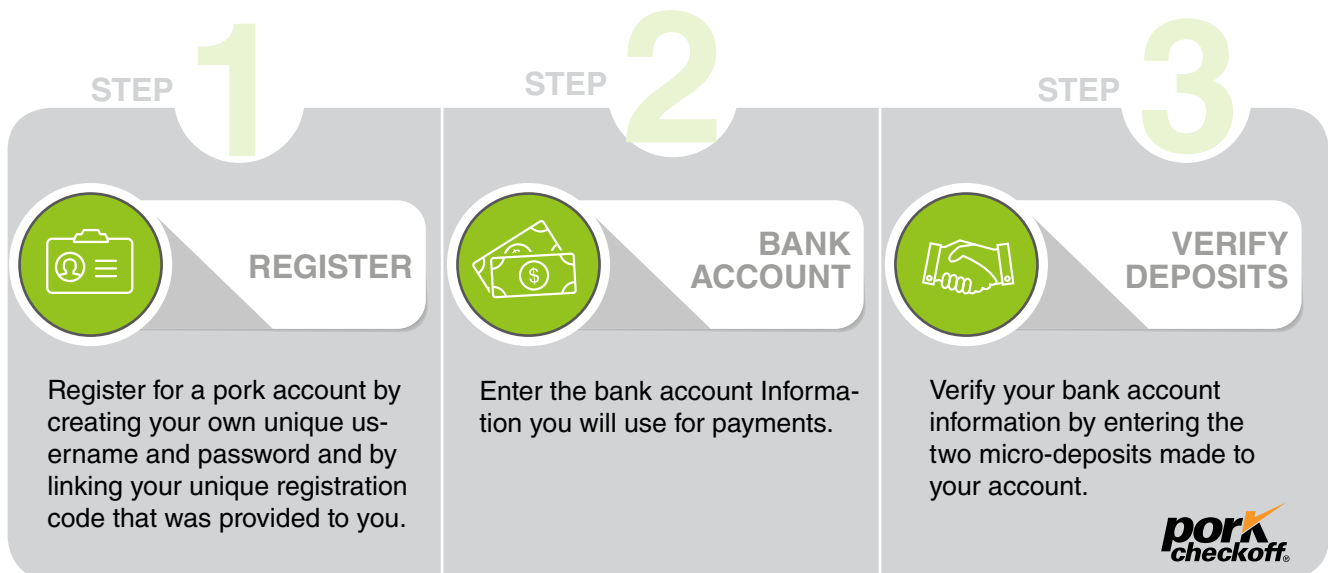 STEP 1
REGISTER
Register for a pork account by
creating your own unique us-
ername and password and by
linking your unique registration
code that was provided to you.
STEP 2
BANK
ACCOUNT
$
Enter the bank account Informa-
tion you will use for payments.
STEP 3
VERIFY
DEPOSITS
Verify your bank account
information by entering the
two micro-deposits made to
your account.
pork
checkoff®